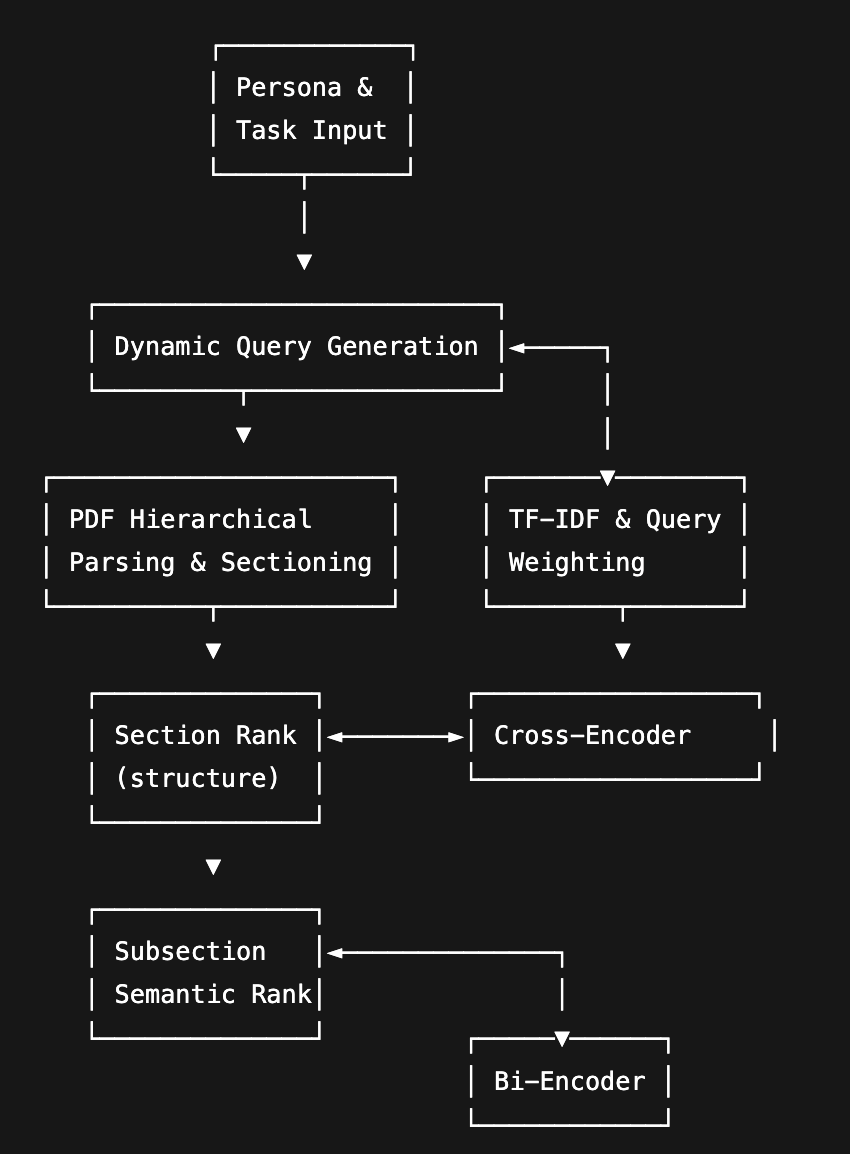 Persona &
Task Input
Dynamic Query Generation
PDF Hierarchical
Parsing & Sectioning
TF-IDF & Query
Weighting
Section Rank
(structure)
Cross-Encoder
Subsection
Semantic Rank
Bi-Encoder